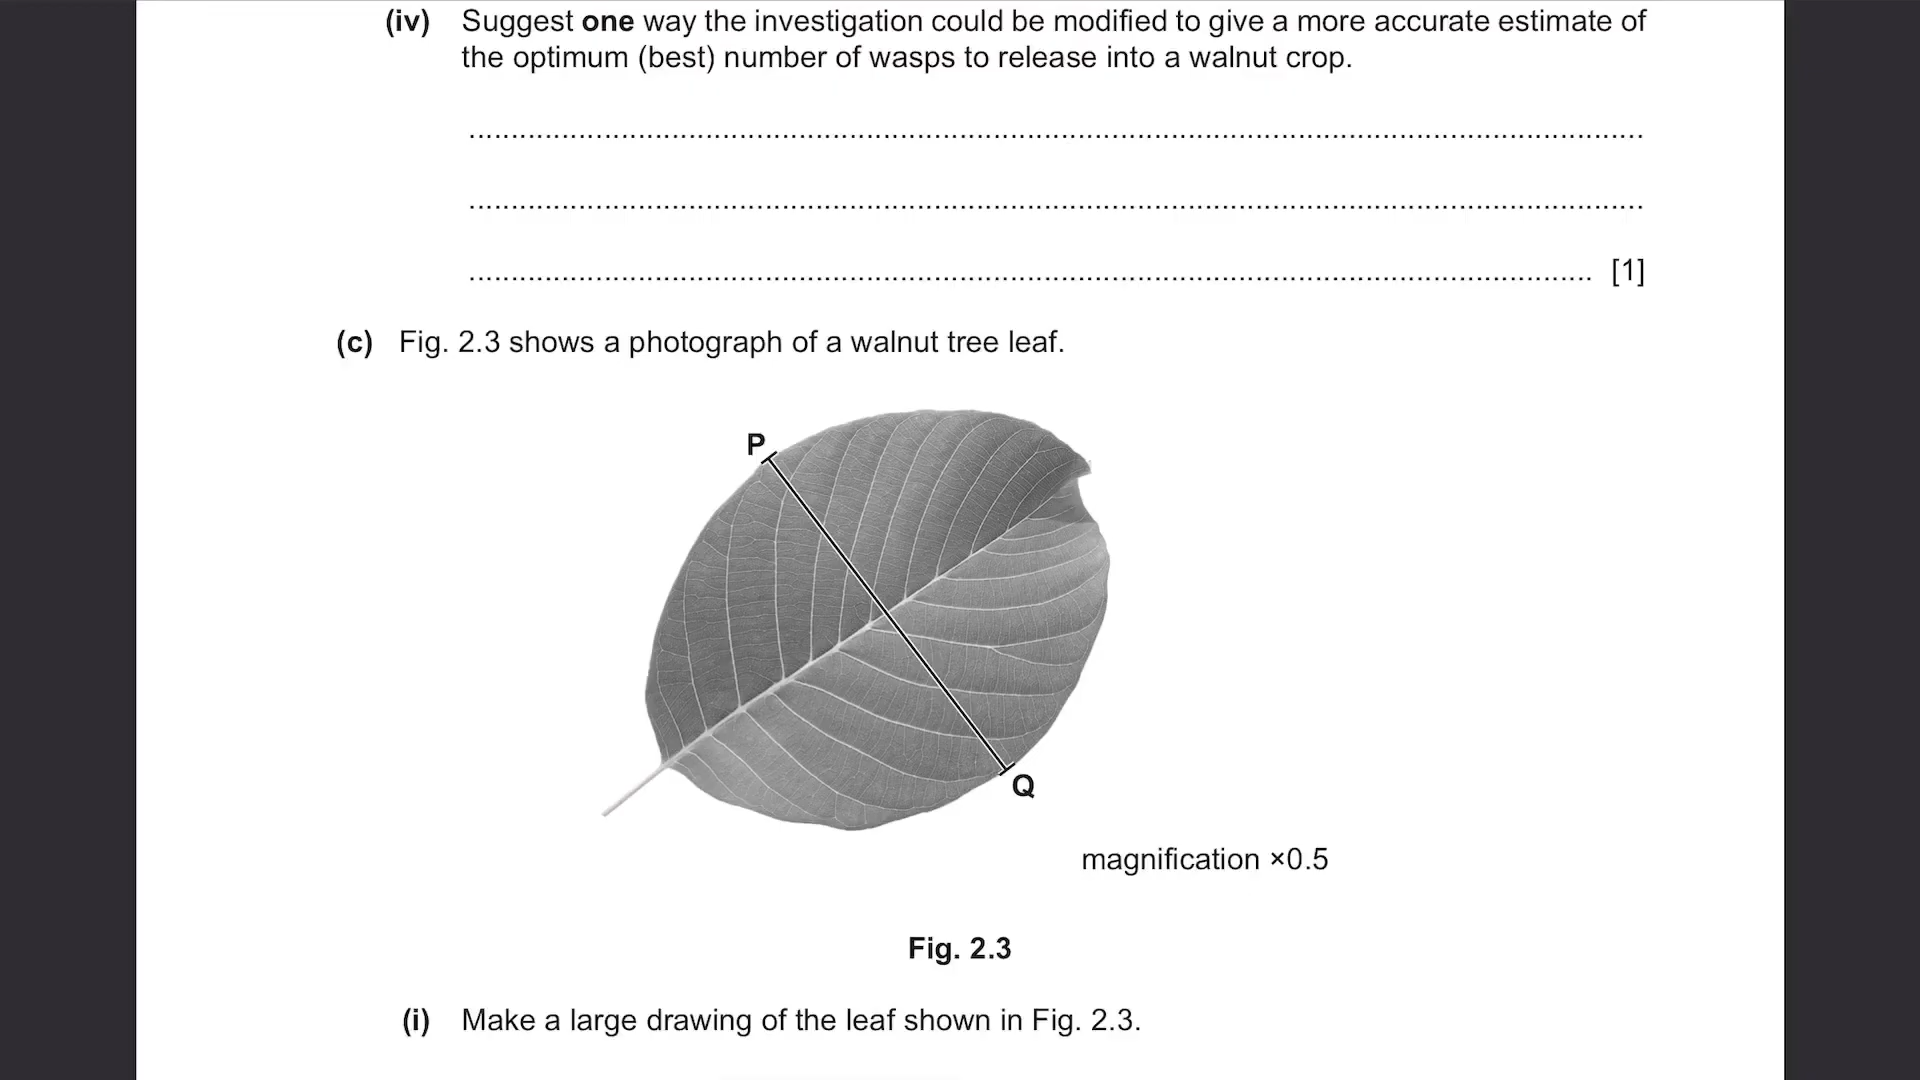 (iv) Suggest one way the investigation could be modified to give a more accurate estimate of
the optimum (best) number of wasps to release into a walnut crop.
[1]
(c) Fig. 2.3 shows a photograph of a walnut tree leaf.
P
Q
magnification ×0.5
Fig. 2.3
(i) Make a large drawing of the leaf shown in Fig. 2.3.